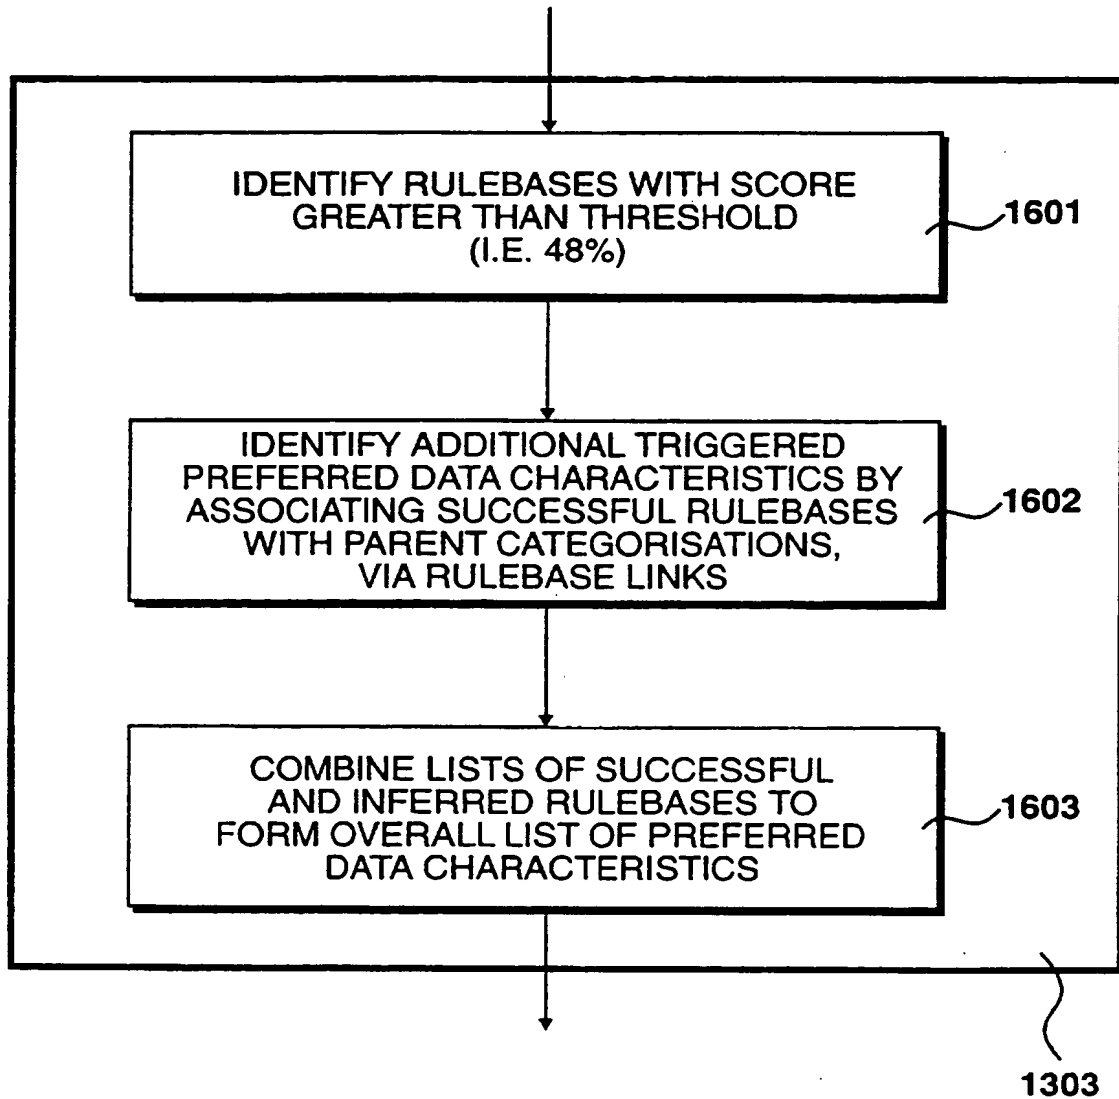 IDENTIFY RULEBASES WITH SCORE
GREATER THAN THRESHOLD
(I.E. 48%)
1601
IDENTIFY ADDITIONAL TRIGGERED
PREFERRED DATA CHARACTERISTICS BY
ASSOCIATING SUCCESSFUL RULEBASES
WITH PARENT CATEGORISATIONS,
VIA RULEBASE LINKS
1602
COMBINE LISTS OF SUCCESSFUL
AND INFERRED RULEBASES TO
FORM OVERALL LIST OF PREFERRED
DATA CHARACTERISTICS
1603
1303